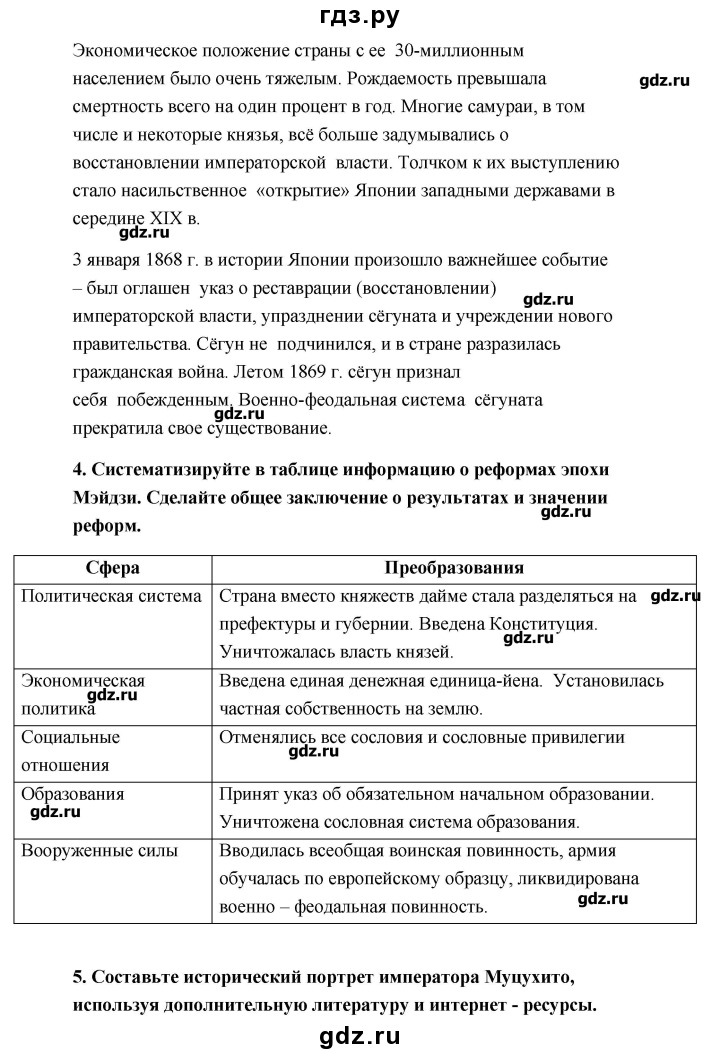 гдз.ру
Экономическое положение страны с ее 30-миллионным
населением было очень тяжелым. Рождаемость превышала
gdz.ru
смертность всего на один процент в год. Многие самураи, в том
числе и некоторые князья, всё больше задумывались о
восстановлении императорской власти. Толчком к их выступлению
стало насильственное «открытие» Японии западными державами в
середине XIX в.
gdz.ru
3 января 1868 г. в истории Японии произошло важнейшее событие
– был оглашен указ о реставрации (восстановлении)
gdz.ru
императорской власти, упразднении сёгуната и учреждении нового
правительства. Сёгун не подчинился, и в стране разразилась
гражданская война. Летом 1869 г. сёгун признал
себя побежденным. Военно-феодальная система сёгуната
gdz.ru
прекратила свое существование.
4. Систематизируйте в таблице информацию о реформах эпохи
Мэйдзи. Сделайте общее заключение о результатах и значении
gdz.ru
реформ.
Сфера Преобразования
Политическая система Страна вместо княжеств дайме стала разделяться на
gdz.ru
префектуры и губернии. Введена Конституция.
gdz.ru
Уничтожалась власть князей.
Экономическая Введена единая денежная единица-йена. Установилась
gdz.ru
политика частная собственность на землю.
Социальные Отменялись все сословия и сословные привилегии
gdz.ru
отношения
Образования Принят указ об обязательном начальном образовании.
gdz.ru
Уничтожена сословная система образования.
Вооруженные силы Вводилась всеобщая воинская повинность, армия
обучалась по европейскому образцу, ликвидирована
gdz.ru
военно – феодальная повинность.
5. Составьте исторический портрет императора Муцухито,
используя дополнительную литературу и интернет - ресурсы.
gdz.ru